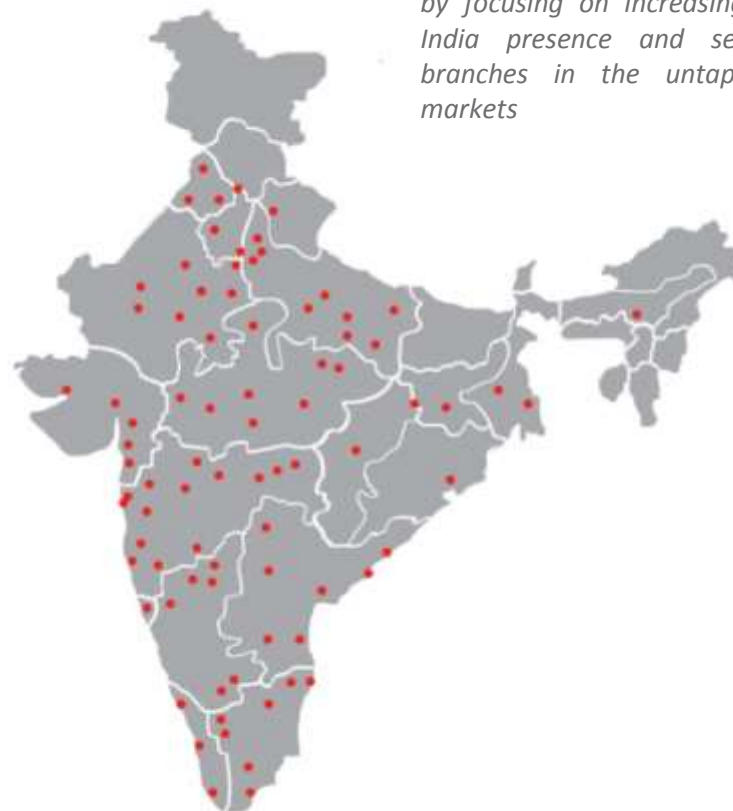 by focusing on increasing
India presence and se
branches in the untap
markets